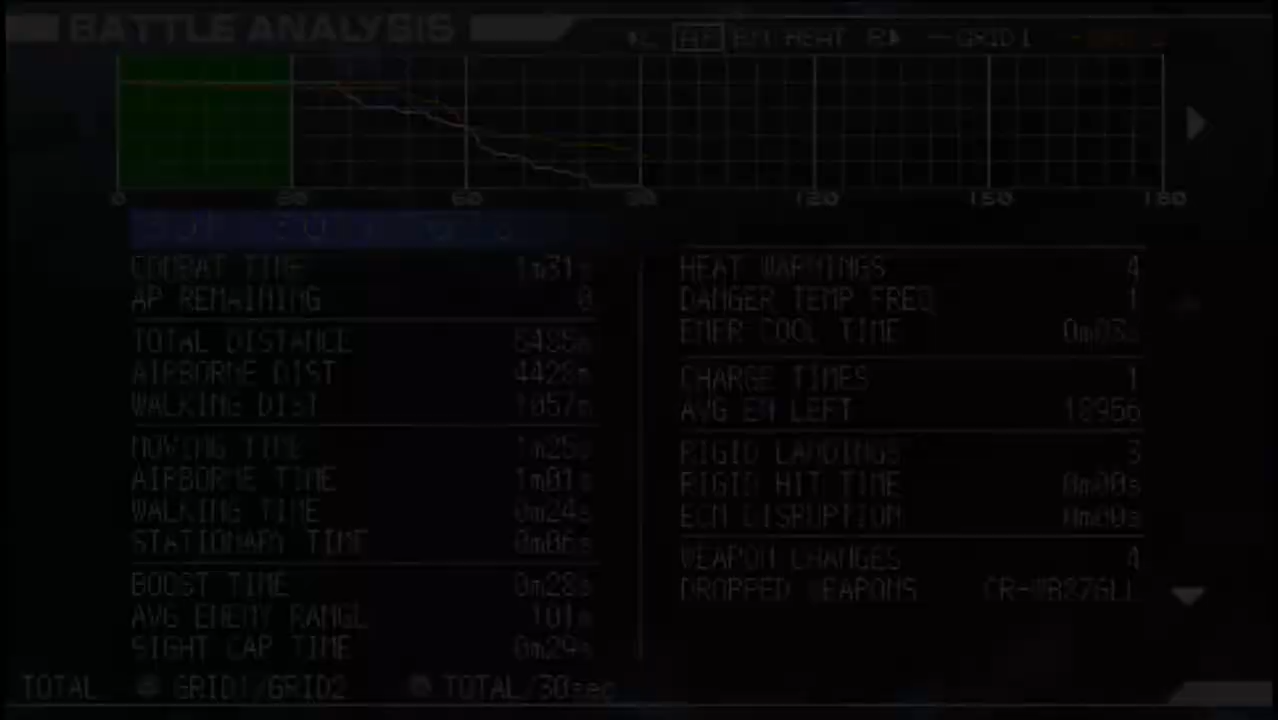 BATTLE ANALYSIS
L AP EN HEAT R GRID1
0 30 60 90 120 150 180
COMBAT TIME 1m31s
AP REMAINING 0
TOTAL DISTANCE 5485m
AIRBORNE DIST 4428m
WALKING DIST 1057m
MOVING TIME 1m25s
AIRBORNE TIME 1m01s
WALKING TIME 0m24s
STATIONARY TIME 0m06s
BOOST TIME 0m28s
AVG ENEMY RANGE 101m
SIGHT CAP TIME 0m29s
HEAT WARNINGS 4
DANGER TEMP FREQ 1
EMER COOL TIME 0m03s
CHARGE TIMES 1
AVG EN LEFT 18956
RIGID LANDINGS 3
RIGID HIT TIME 0m00s
ECM DISRUPTION 0m00s
WEAPON CHANGES 4
DROPPED WEAPONS
TOTAL GRID1/GRID2 TOTAL/30sec